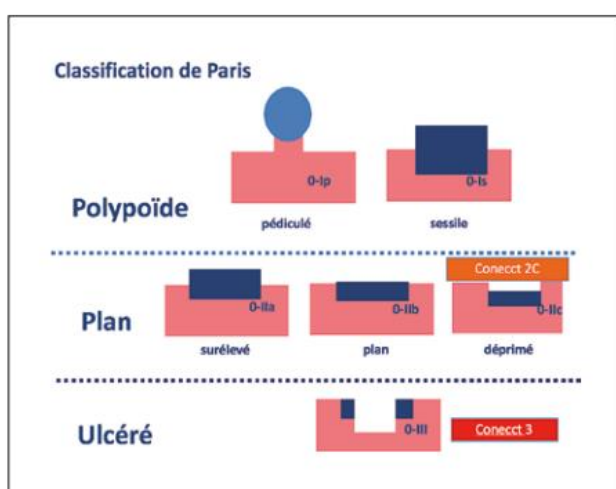 Classification de Paris
0-Ip
0-Is
Polypoïde
pédiculé
sessile
Conecct 2C
0-IIa
0-IIb
0-IIc
Plan
surélevé
plan
déprimé
Ulcéré
0-III
Conecct 3